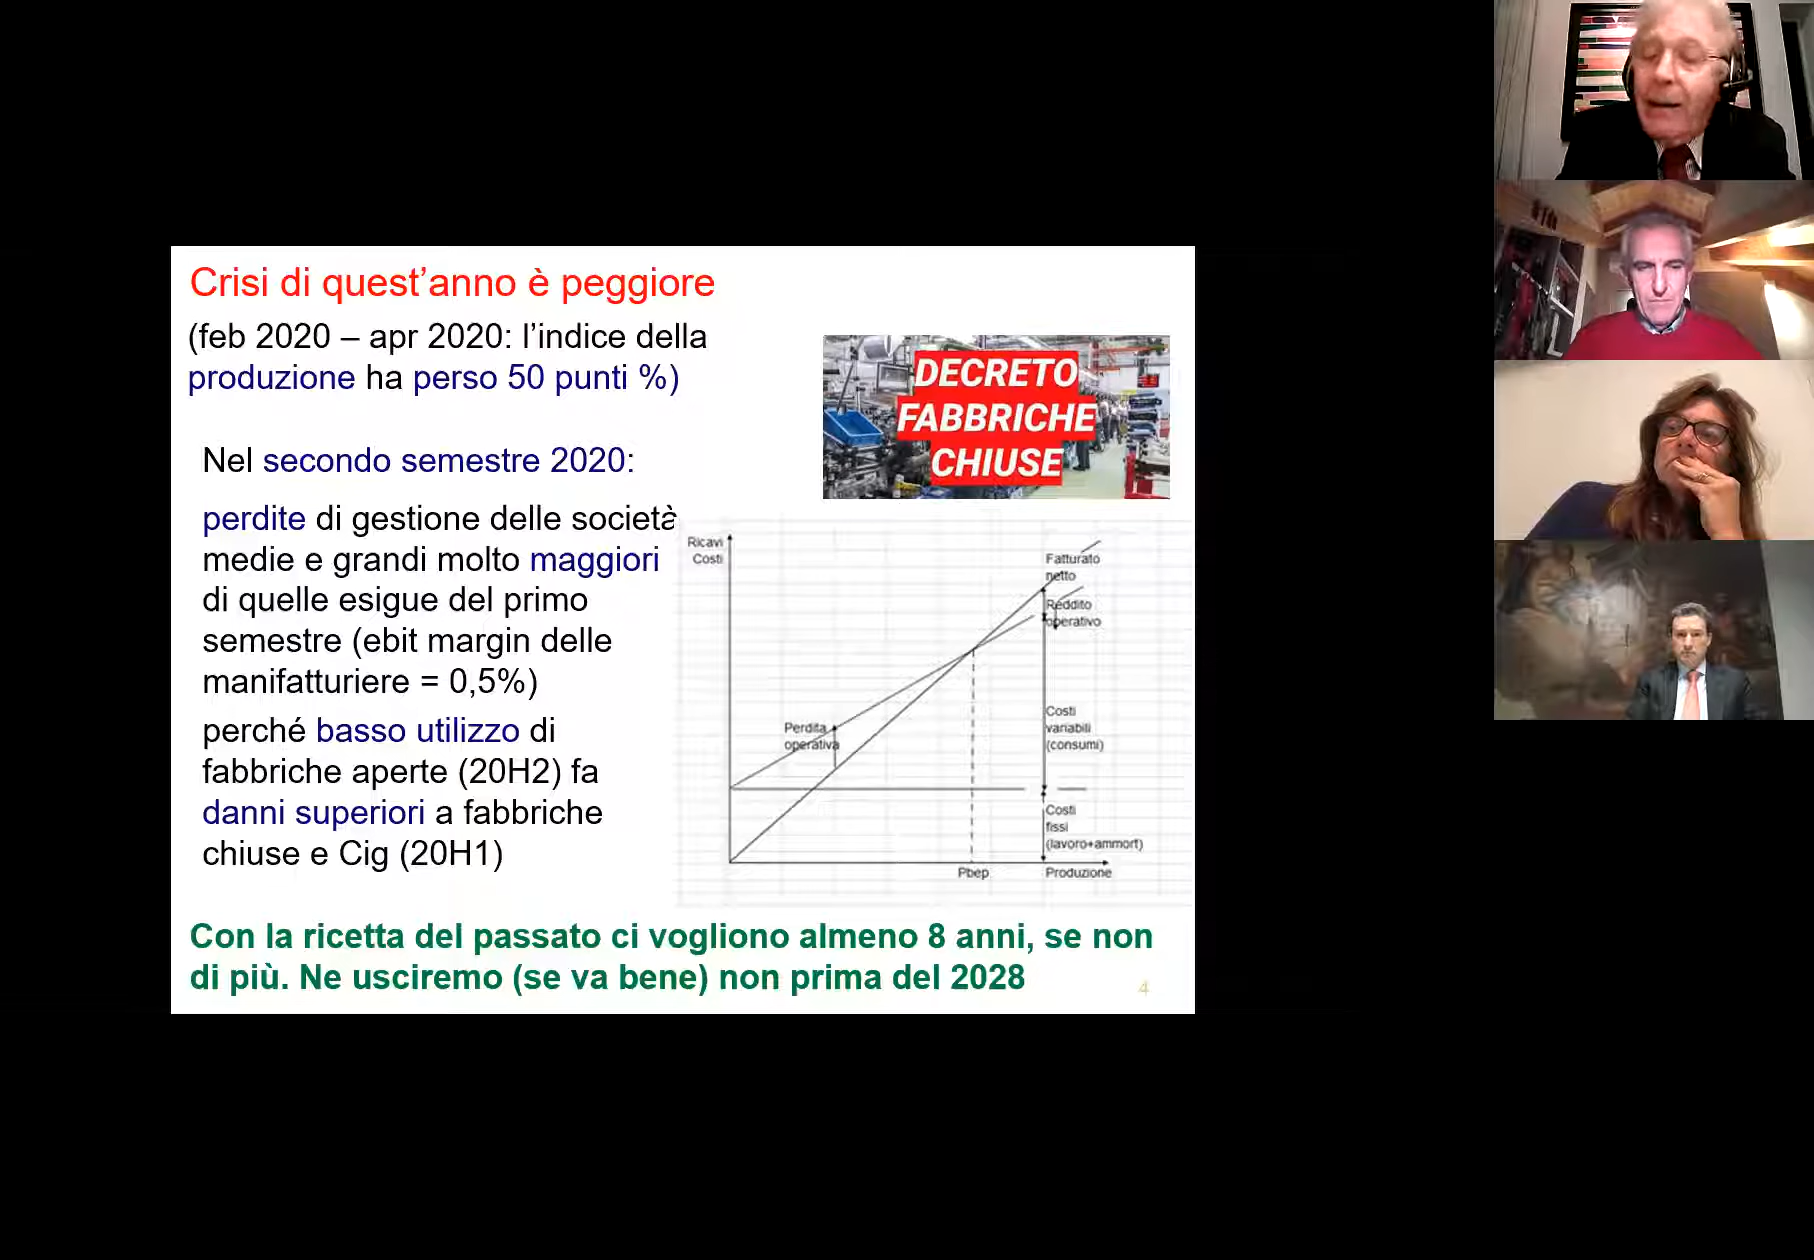 Crisi di quest’anno è peggiore
(feb 2020 – apr 2020: l’indice della
produzione ha perso 50 punti %)
DECRETO
FABBRICHE
CHIUSE
Nel secondo semestre 2020:
perdite di gestione delle società
medie e grandi molto maggiori
di quelle esigue del primo
semestre (ebit margin delle
manifatturiere = 0,5%)
perché basso utilizzo di
fabbriche aperte (20H2) fa
danni superiori a fabbriche
chiuse e Cig (20H1)
Ricavi
Costi
Fatturato
netto
Reddito
operativo
Perdita
operativa
Costi
variabili
(consumi)
Costi
fissi
(lavoro+ammort)
Pbep
Produzione
Con la ricetta del passato ci vogliono almeno 8 anni, se non
di più. Ne usciremo (se va bene) non prima del 2028
4